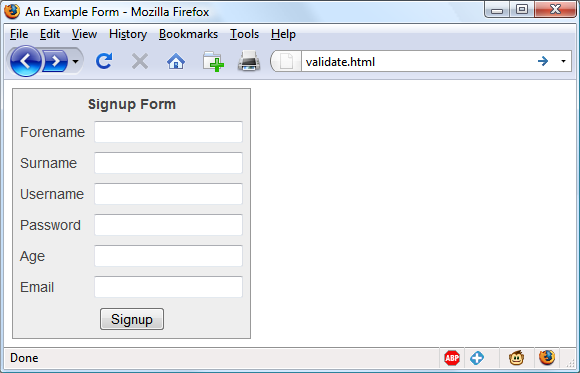 An Example Form - Mozilla Firefox
File Edit View History Bookmarks Tools Help
validate.html
Signup Form
Forename
Surname
Username
Password
Age
Email
Signup
Done
ABP